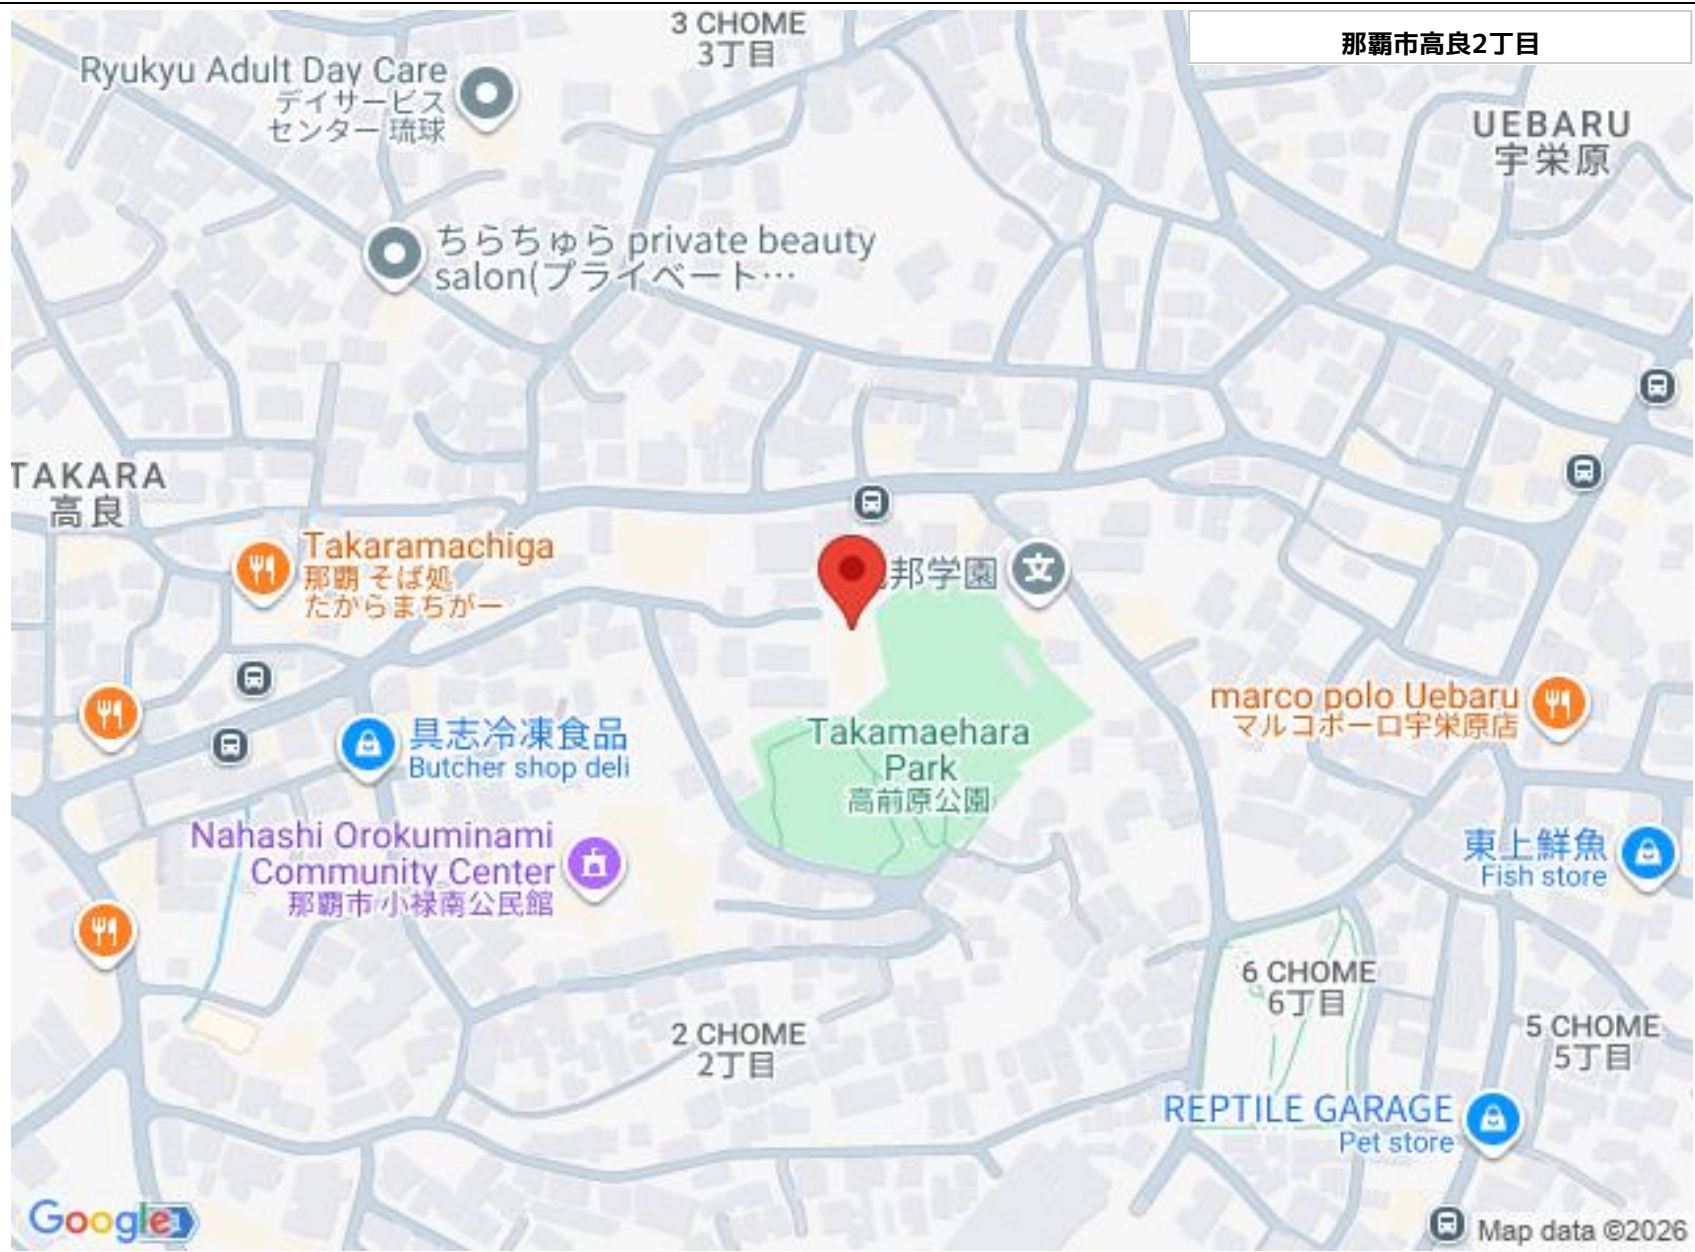 3 CHOME
3丁目
那覇市高良2丁目
Ryukyu Adult Day Care
デイサービス
センター 琉球
UEBARU
宇栄原
ちらちゅら private beauty
salon(プライベート…
TAKARA
高良
Takaramachiga
那覇 そば処
たからまちがー
邦学園
文
marco polo Uebaru
マルコポーロ宇栄原店
具志冷凍食品
Butcher shop deli
Takamaehara
Park
高前原公園
Nahashi Orokuminami
Community Center
那覇市 小禄南公民館
東上鮮魚
Fish store
6 CHOME
6丁目
2 CHOME
2丁目
5 CHOME
5丁目
REPTILE GARAGE
Pet store
Google
Map data ©2026